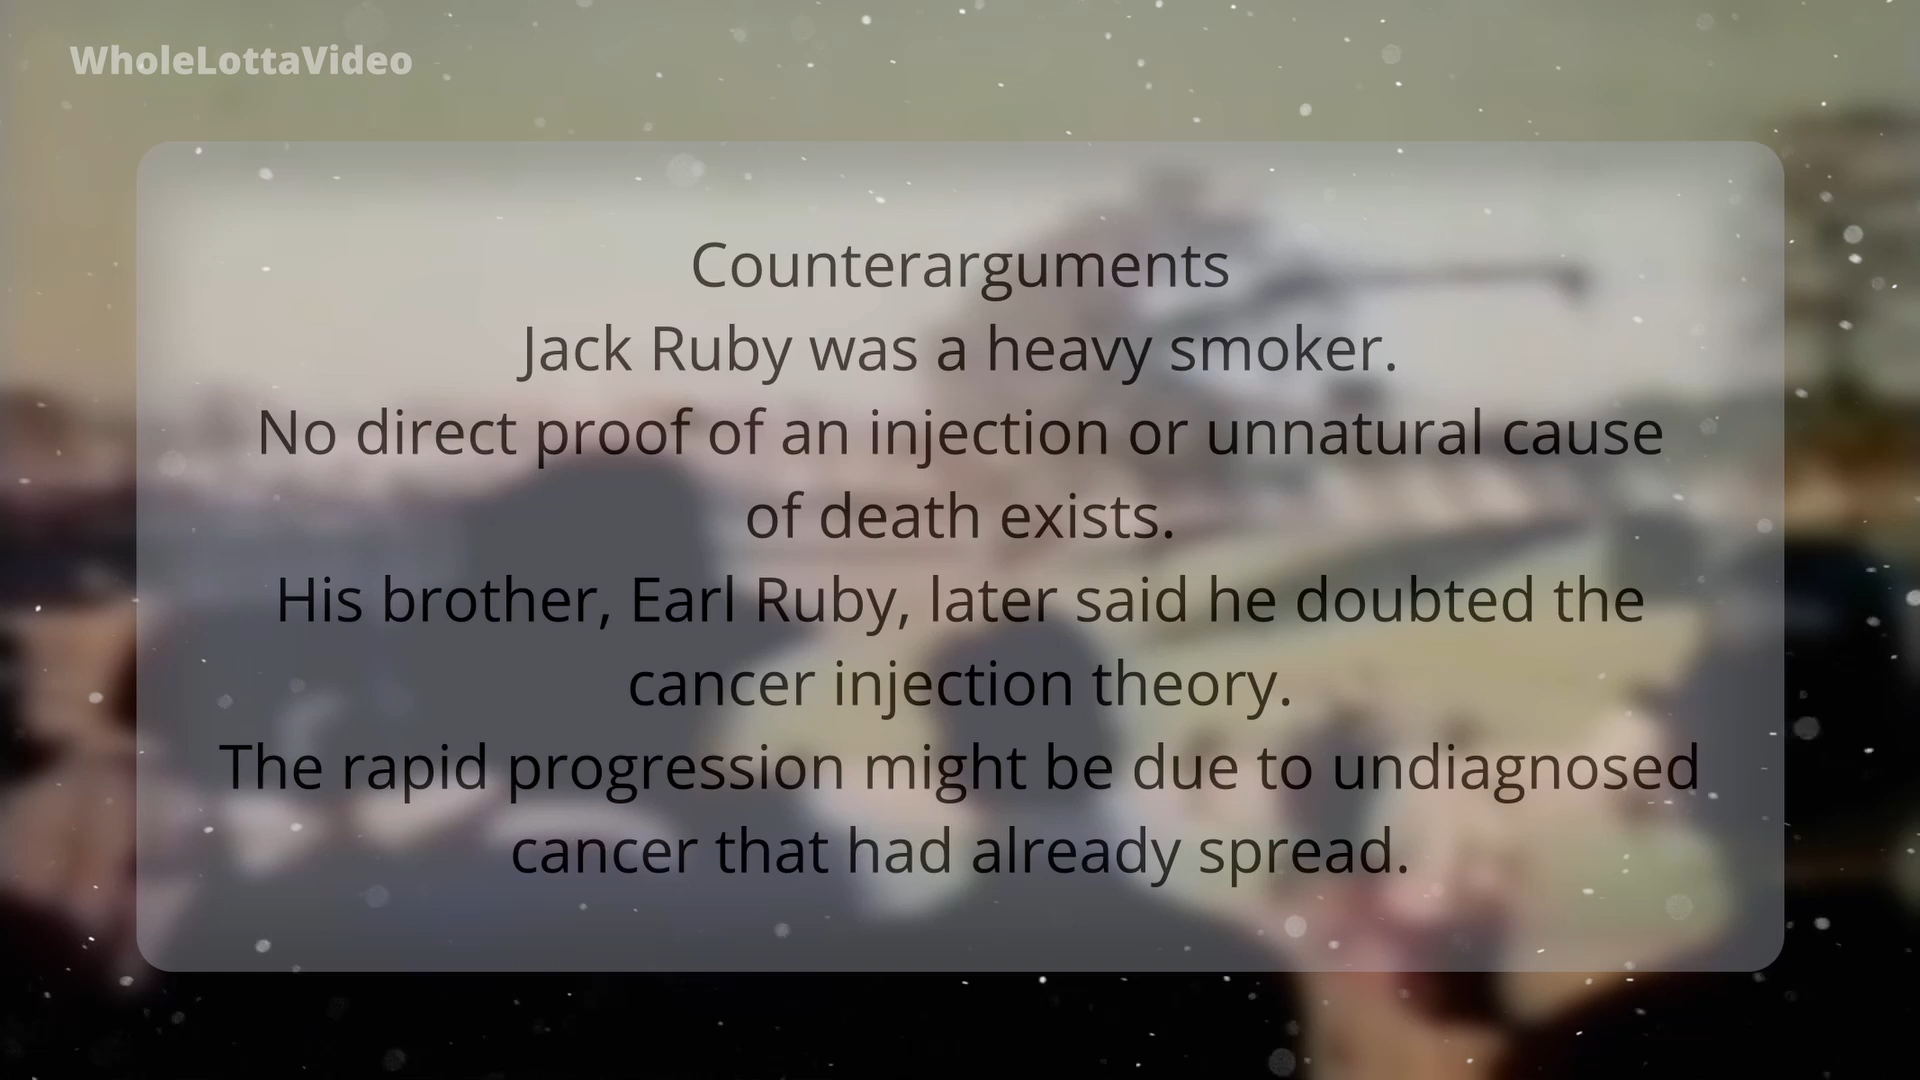 WholeLottaVideo
Counterarguments
Jack Ruby was a heavy smoker.
No direct proof of an injection or unnatural cause
of death exists.
His brother, Earl Ruby, later said he doubted the
cancer injection theory.
The rapid progression might be due to undiagnosed
cancer that had already spread.